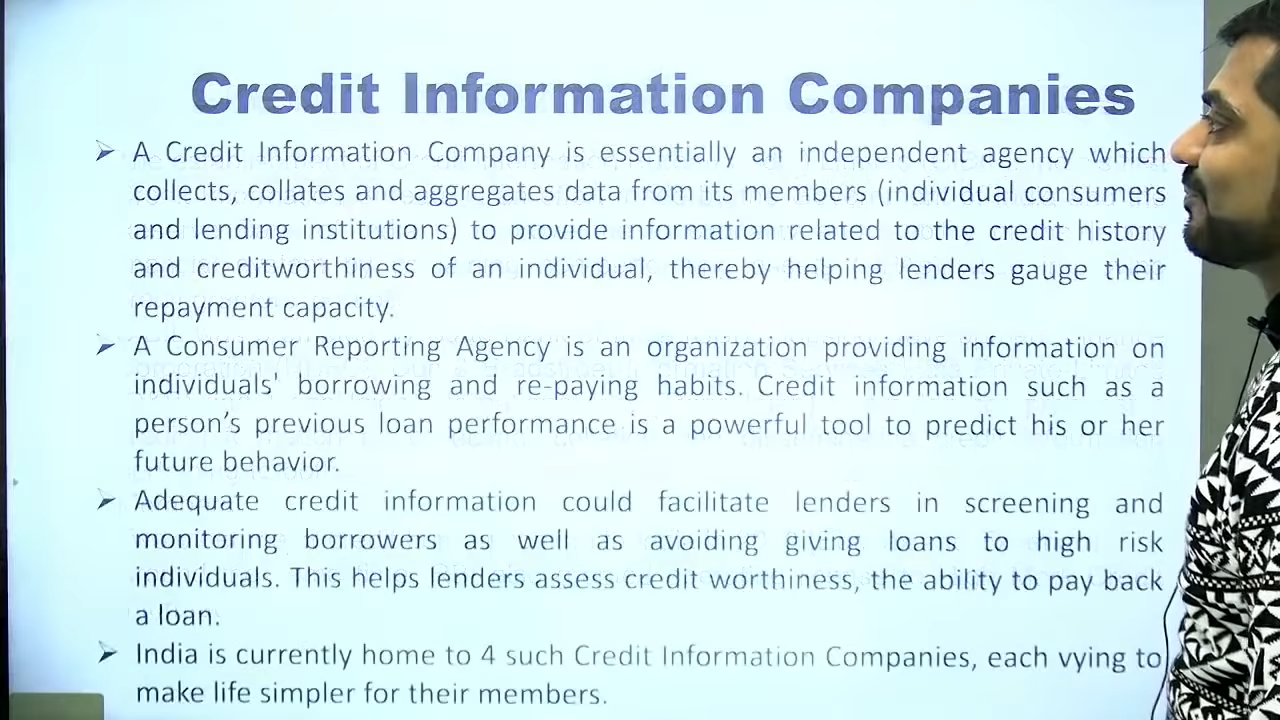 Credit Information Companies
➢ A Credit Information Company is essentially an independent agency which
collects, collates and aggregates data from its members (individual consumers
and lending institutions) to provide information related to the credit history
and creditworthiness of an individual, thereby helping lenders gauge their
repayment capacity.
➢ A Consumer Reporting Agency is an organization providing information on
individuals' borrowing and re-paying habits. Credit information such as a
person’s previous loan performance is a powerful tool to predict his or her
future behavior.
➢ Adequate credit information could facilitate lenders in screening and
monitoring borrowers as well as avoiding giving loans to high risk
individuals. This helps lenders assess credit worthiness, the ability to pay back
a loan.
➢ India is currently home to 4 such Credit Information Companies, each vying to
make life simpler for their members.